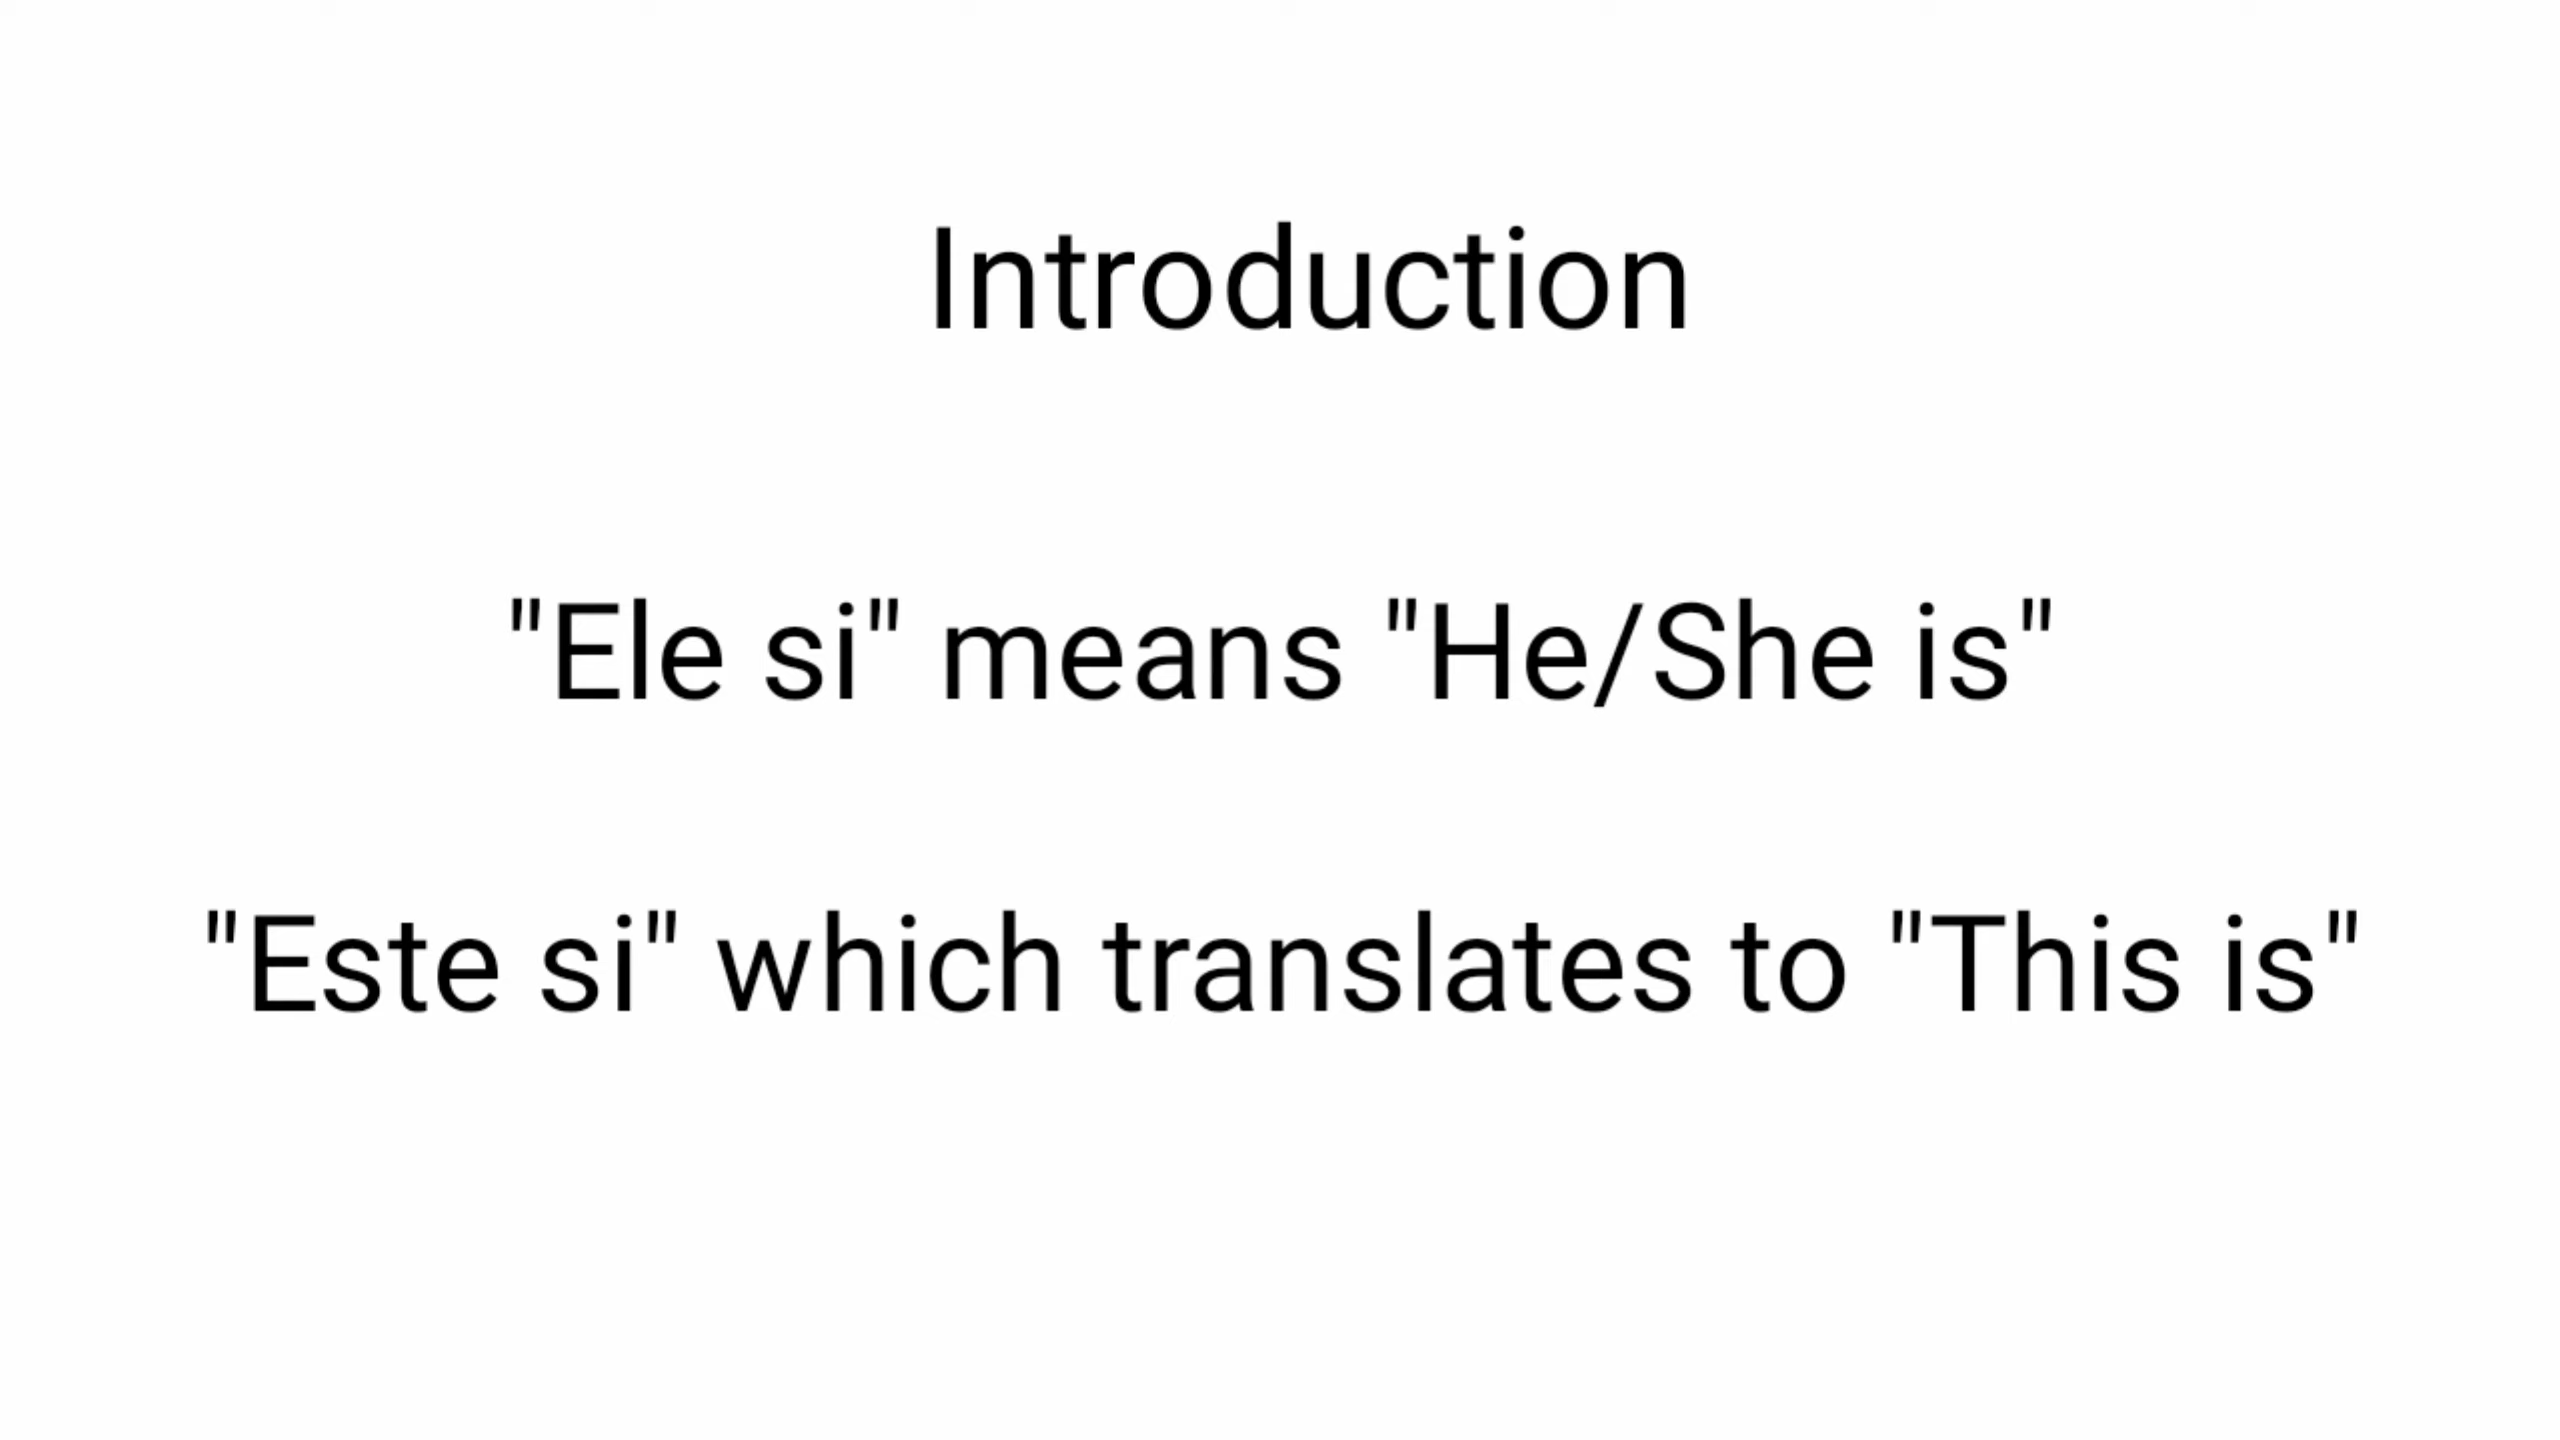 Introduction
"Ele si" means "He/She is"
"Este si" which translates to "This is"